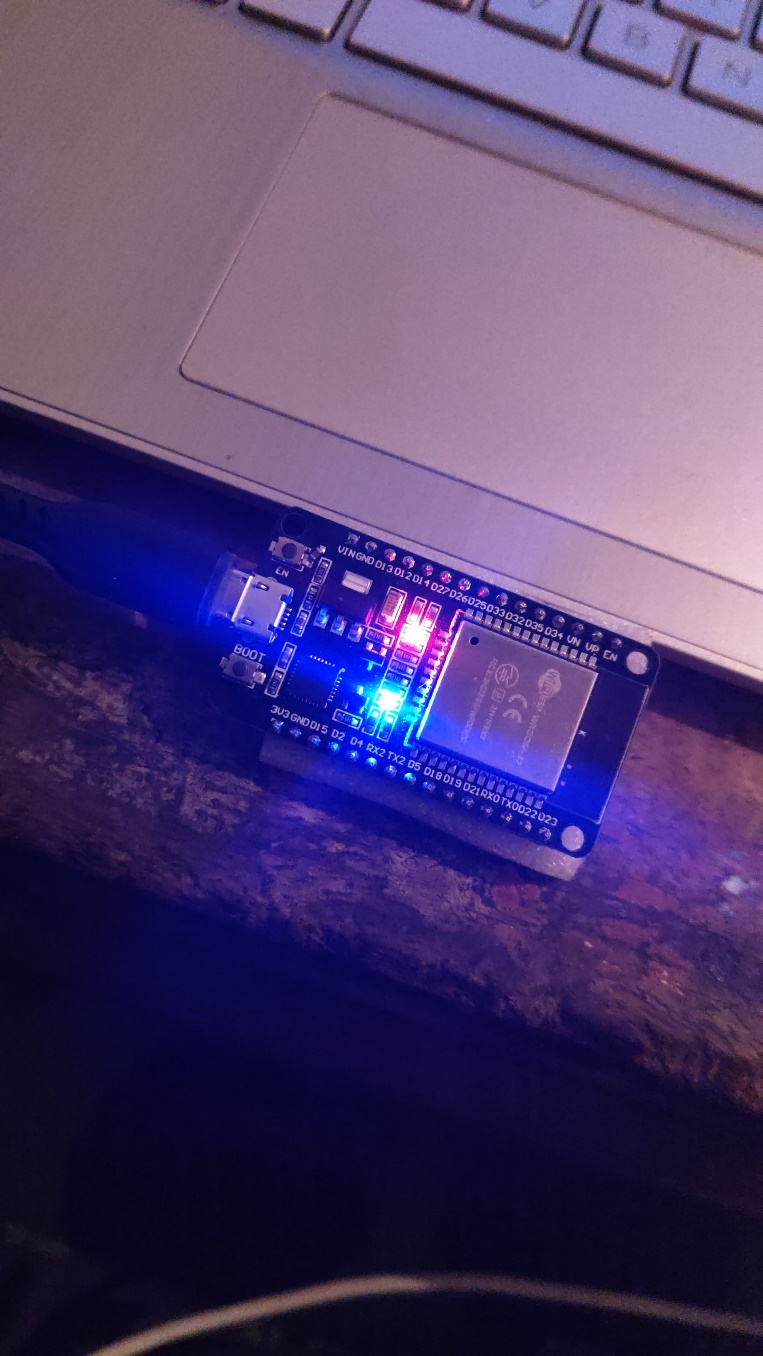 B
N
VIN GND D13 D12 D14 D27 D26 D25 D33 D32 D35 D34 VN VP EN
EN
BOOT
3V3 GND D15 D2 D4 RX2 TX2 D5 D18 D19 D21 RX0 TX0 D22 D23
CE